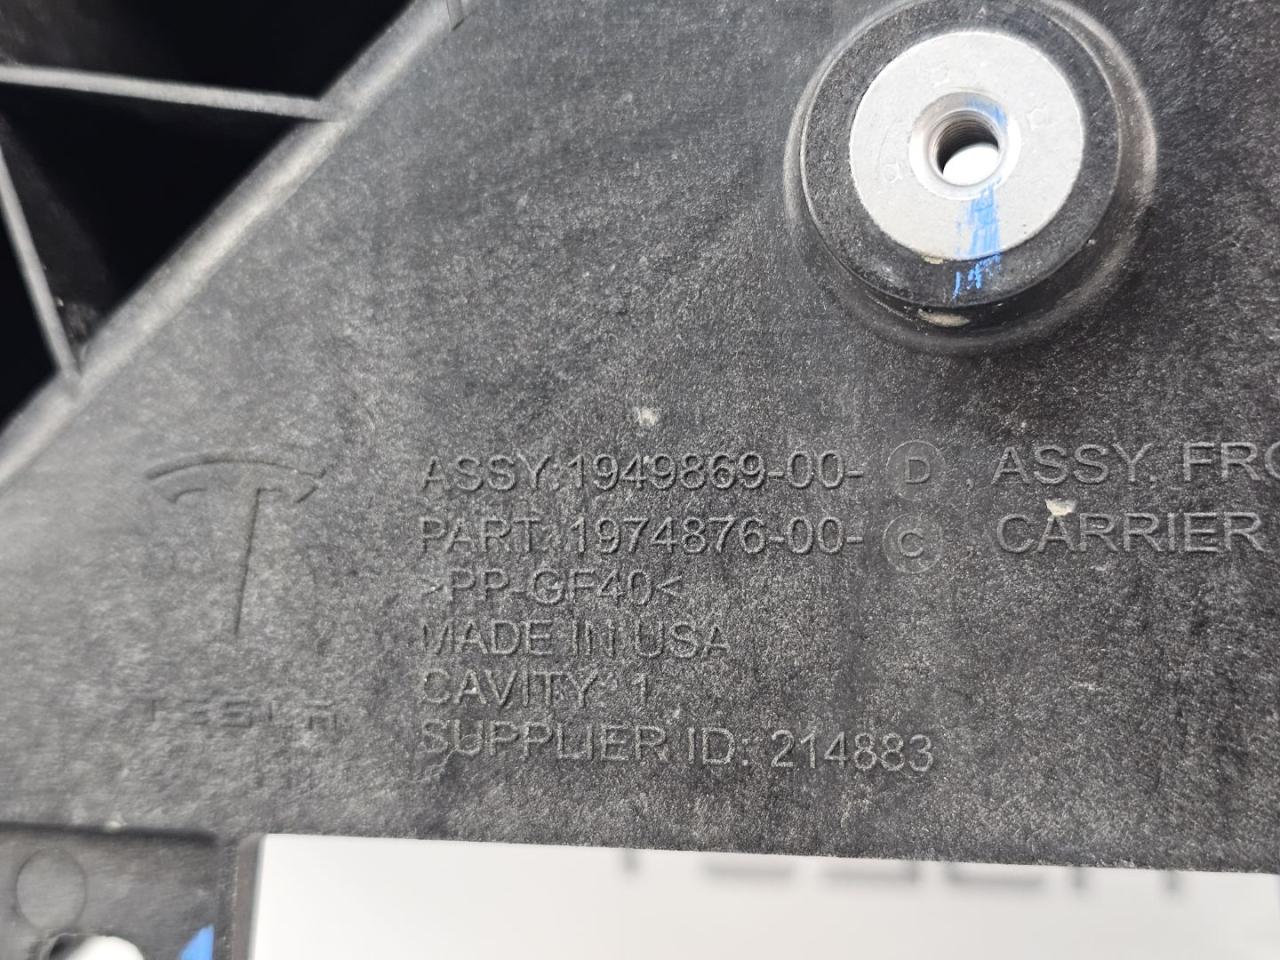 ASSY:1949869-00- D , ASSY, FRO
PART: 1974876-00- C , CARRIER
>PP-GF40<
MADE IN USA
CAVITY: 1
SUPPLIER ID: 214883
TESLA